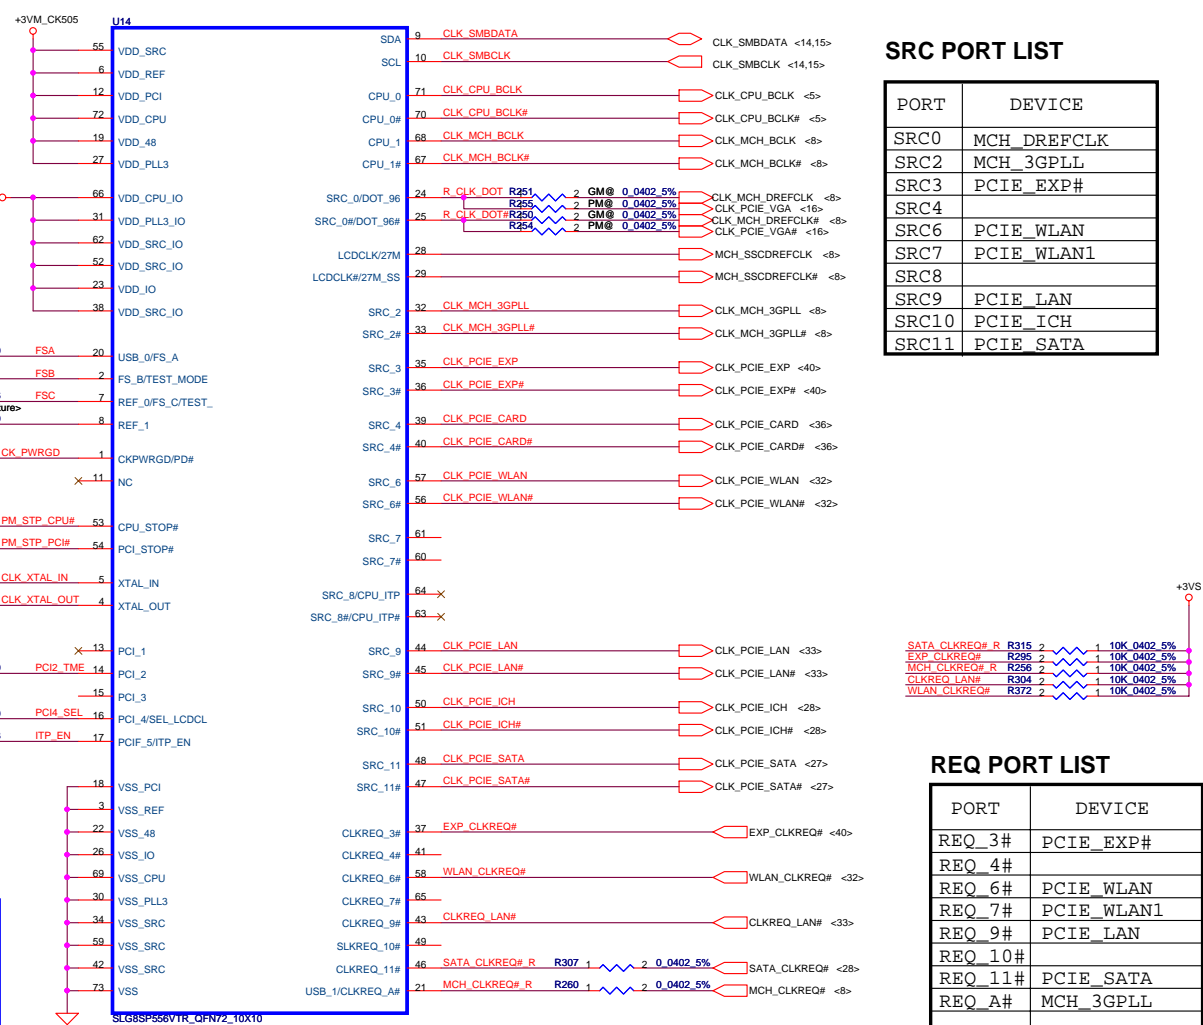 +3VM_CK505
U14
55 VDD_SRC
6 VDD_REF
12 VDD_PCI
72 VDD_CPU
19 VDD_48
27 VDD_PLL3
66 VDD_CPU_IO
31 VDD_PLL3_IO
62 VDD_SRC_IO
52 VDD_SRC_IO
23 VDD_IO
38 VDD_SRC_IO
FSA 20 USB_0/FS_A
FSB 2 FS_B/TEST_MODE
FSC 7 REF_0/FS_C/TEST_
ure>
8 REF_1
CK_PWRGD 1 CKPWRGD/PD#
11 NC
PM_STP_CPU# 53 CPU_STOP#
PM_STP_PCI# 54 PCI_STOP#
CLK_XTAL_IN 5 XTAL_IN
CLK_XTAL_OUT 4 XTAL_OUT
13 PCI_1
PCI2_TME 14 PCI_2
15 PCI_3
PCI4_SEL 16 PCI_4/SEL_LCDCL
ITP_EN 17 PCIF_5/ITP_EN
18 VSS_PCI
3 VSS_REF
22 VSS_48
26 VSS_IO
69 VSS_CPU
30 VSS_PLL3
34 VSS_SRC
59 VSS_SRC
42 VSS_SRC
73 VSS
SDA 9 CLK_SMBDATA CLK_SMBDATA <14,15>
SCL 10 CLK_SMBCLK CLK_SMBCLK <14,15>
CPU_0 71 CLK_CPU_BCLK CLK_CPU_BCLK <5>
CPU_0# 70 CLK_CPU_BCLK# CLK_CPU_BCLK# <5>
CPU_1 68 CLK_MCH_BCLK CLK_MCH_BCLK <8>
CPU_1# 67 CLK_MCH_BCLK# CLK_MCH_BCLK# <8>
SRC_0/DOT_96 24 R_CLK_DOT R251 2 GM@ 0_0402_5% CLK_MCH_DREFCLK <8>
R255 2 PM@ 0_0402_5% CLK_PCIE_VGA <16>
SRC_0#/DOT_96# 25 R_CLK_DOT# R250 2 GM@ 0_0402_5% CLK_MCH_DREFCLK# <8>
R254 2 PM@ 0_0402_5% CLK_PCIE_VGA# <16>
LCDCLK/27M 28 MCH_SSCDREFCLK <8>
LCDCLK#/27M_SS 29 MCH_SSCDREFCLK# <8>
SRC_2 32 CLK_MCH_3GPLL CLK_MCH_3GPLL <8>
SRC_2# 33 CLK_MCH_3GPLL# CLK_MCH_3GPLL# <8>
SRC_3 35 CLK_PCIE_EXP CLK_PCIE_EXP <40>
SRC_3# 36 CLK_PCIE_EXP# CLK_PCIE_EXP# <40>
SRC_4 39 CLK_PCIE_CARD CLK_PCIE_CARD <36>
SRC_4# 40 CLK_PCIE_CARD# CLK_PCIE_CARD# <36>
SRC_6 57 CLK_PCIE_WLAN CLK_PCIE_WLAN <32>
SRC_6# 56 CLK_PCIE_WLAN# CLK_PCIE_WLAN# <32>
SRC_7 61
SRC_7# 60
SRC_8/CPU_ITP 64
SRC_8#/CPU_ITP# 63
SRC_9 44 CLK_PCIE_LAN CLK_PCIE_LAN <33>
SRC_9# 45 CLK_PCIE_LAN# CLK_PCIE_LAN# <33>
SRC_10 50 CLK_PCIE_ICH CLK_PCIE_ICH <28>
SRC_10# 51 CLK_PCIE_ICH# CLK_PCIE_ICH# <28>
SRC_11 48 CLK_PCIE_SATA CLK_PCIE_SATA <27>
SRC_11# 47 CLK_PCIE_SATA# CLK_PCIE_SATA# <27>
CLKREQ_3# 37 EXP_CLKREQ# EXP_CLKREQ# <40>
CLKREQ_4# 41
CLKREQ_6# 58 WLAN_CLKREQ# WLAN_CLKREQ# <32>
CLKREQ_7# 65
CLKREQ_9# 43 CLKREQ_LAN# CLKREQ_LAN# <33>
SLKREQ_10# 49
CLKREQ_11# 46 SATA_CLKREQ#_R R307 1 2 0_0402_5% SATA_CLKREQ# <28>
USB_1/CLKREQ_A# 21 MCH_CLKREQ#_R R260 1 2 0_0402_5% MCH_CLKREQ# <8>
SLG8SP556VTR_QFN72_10X10
SRC PORT LIST
PORT DEVICE
SRC0 MCH_DREFCLK
SRC2 MCH_3GPLL
SRC3 PCIE_EXP#
SRC4
SRC6 PCIE_WLAN
SRC7 PCIE_WLAN1
SRC8
SRC9 PCIE_LAN
SRC10 PCIE_ICH
SRC11 PCIE_SATA
+3VS
SATA_CLKREQ#_R R315 2 1 10K_0402_5%
EXP_CLKREQ# R295 2 1 10K_0402_5%
MCH_CLKREQ#_R R256 2 1 10K_0402_5%
CLKREQ_LAN# R304 2 1 10K_0402_5%
WLAN_CLKREQ# R372 2 1 10K_0402_5%
REQ PORT LIST
PORT DEVICE
REQ_3# PCIE_EXP#
REQ_4#
REQ_6# PCIE_WLAN
REQ_7# PCIE_WLAN1
REQ_9# PCIE_LAN
REQ_10#
REQ_11# PCIE_SATA
REQ_A# MCH_3GPLL